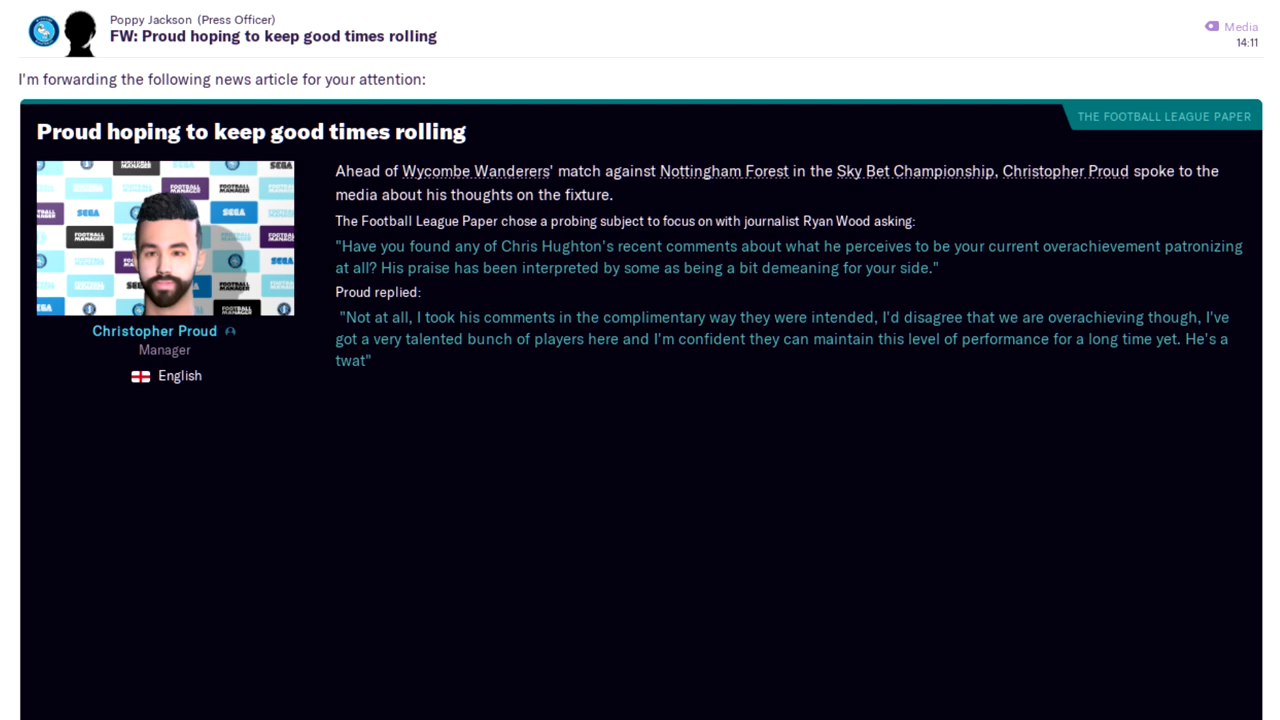 Poppy Jackson (Press Officer)
FW: Proud hoping to keep good times rolling
Media
14:11
I'm forwarding the following news article for your attention:
THE FOOTBALL LEAGUE PAPER
Proud hoping to keep good times rolling
Ahead of Wycombe Wanderers' match against Nottingham Forest in the Sky Bet Championship, Christopher Proud spoke to the
media about his thoughts on the fixture.
The Football League Paper chose a probing subject to focus on with journalist Ryan Wood asking:
"Have you found any of Chris Hughton's recent comments about what he perceives to be your current overachievement patronizing
at all? His praise has been interpreted by some as being a bit demeaning for your side."
Proud replied:
"Not at all, I took his comments in the complimentary way they were intended, I'd disagree that we are overachieving though, I've
got a very talented bunch of players here and I'm confident they can maintain this level of performance for a long time yet. He's a
twat"
SEGA
FOOTBALL MANAGER
Christopher Proud
Manager
English